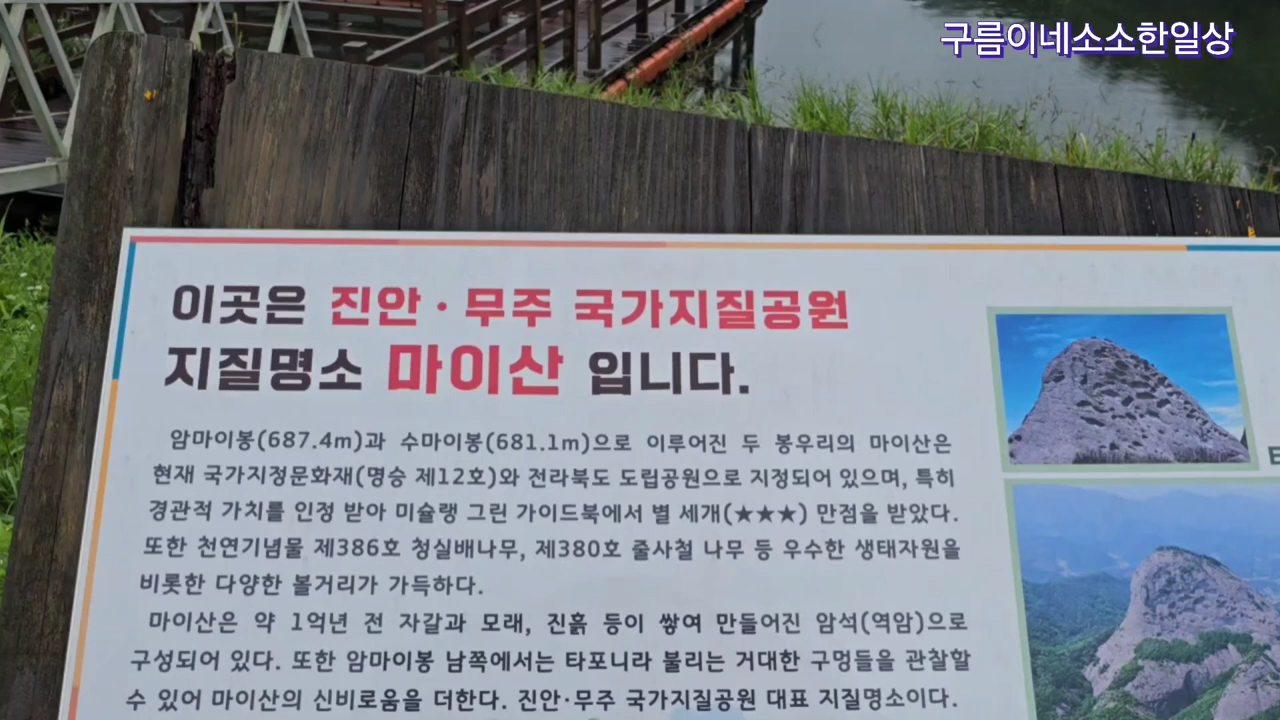 구름이네소소한일상
이곳은 진안·무주 국가지질공원
지질명소 마이산 입니다.
암마이봉(687.4m)과 수마이봉(681.1m)으로 이루어진 두 봉우리의 마이산은
현재 국가지정문화재(명승 제12호)와 전라북도 도립공원으로 지정되어 있으며, 특히
경관적 가치를 인정 받아 미슐랭 그린 가이드북에서 별 세개(★★★) 만점을 받았다.
또한 천연기념물 제386호 청실배나무, 제380호 줄사철 나무 등 우수한 생태자원을
비롯한 다양한 볼거리가 가득하다.
마이산은 약 1억년 전 자갈과 모래, 진흙 등이 쌓여 만들어진 암석(역암)으로
구성되어 있다. 또한 암마이봉 남쪽에서는 타포니라 불리는 거대한 구멍들을 관찰할
수 있어 마이산의 신비로움을 더한다. 진안·무주 국가지질공원 대표 지질명소이다.